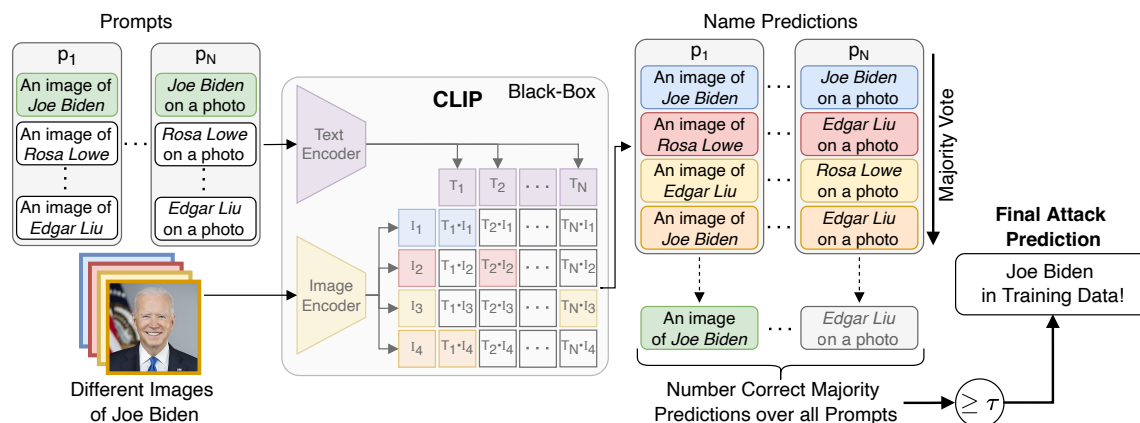 Prompts
p1
An image of
Joe Biden
An image of
Rosa Lowe
An image of
Edgar Liu
. . .
pN
Joe Biden
on a photo
Rosa Lowe
on a photo
Edgar Liu
on a photo
Different Images
of Joe Biden
CLIP
Black-Box
Text
Encoder
Image
Encoder
T1 T2 . . . TN
I1 T1·I1 T2·I1 . . . TN·I1
I2 T1·I2 T2·I2 . . . TN·I2
I3 T1·I3 T2·I3 . . . TN·I3
I4 T1·I4 T2·I4 . . . TN·I4
Name Predictions
p1
An image of
Joe Biden
An image of
Rosa Lowe
An image of
Edgar Liu
An image of
Joe Biden
An image
of Joe Biden
. . .
pN
Joe Biden
on a photo
Edgar Liu
on a photo
Rosa Lowe
on a photo
Edgar Liu
on a photo
Edgar Liu
on a photo
Majority Vote
Number Correct Majority
Predictions over all Prompts
≥ τ
Final Attack
Prediction
Joe Biden
in Training Data!